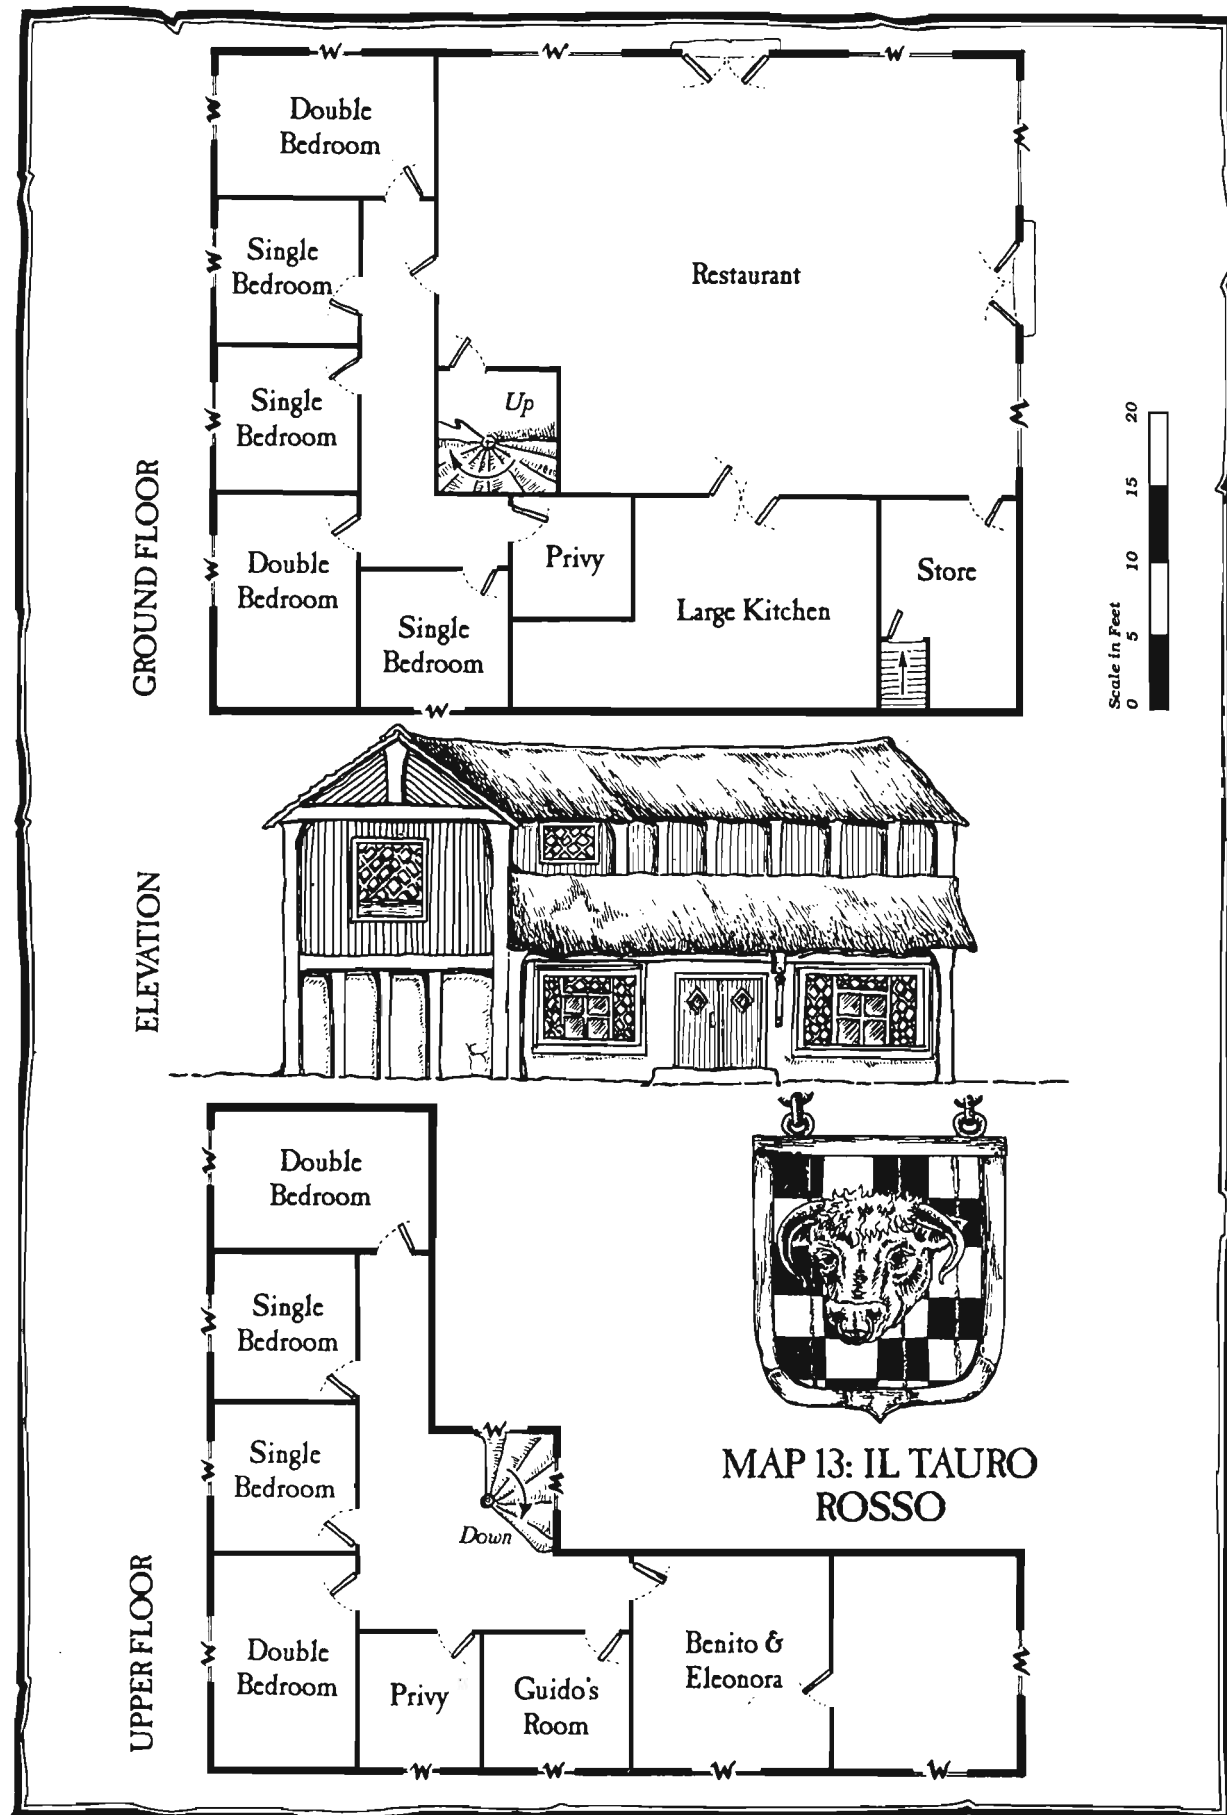 W
W
W
W
Double
Bedroom
W
Single
Bedroom
W
Restaurant
Up
Single
Bedroom
W
W
GROUND FLOOR
Double
Bedroom
W
Privy
Store
Single
Bedroom
Large Kitchen
W
Scale in Feet
0 5 10 15 20
ELEVATION
Double
Bedroom
W
Single
Bedroom
W
W
W
Single
Bedroom
W
Down
MAP 13: IL TAURO
ROSSO
UPPER FLOOR
Double
Bedroom
W
Privy
Guido's
Room
Benito &
Eleonora
W
W
W
W
W